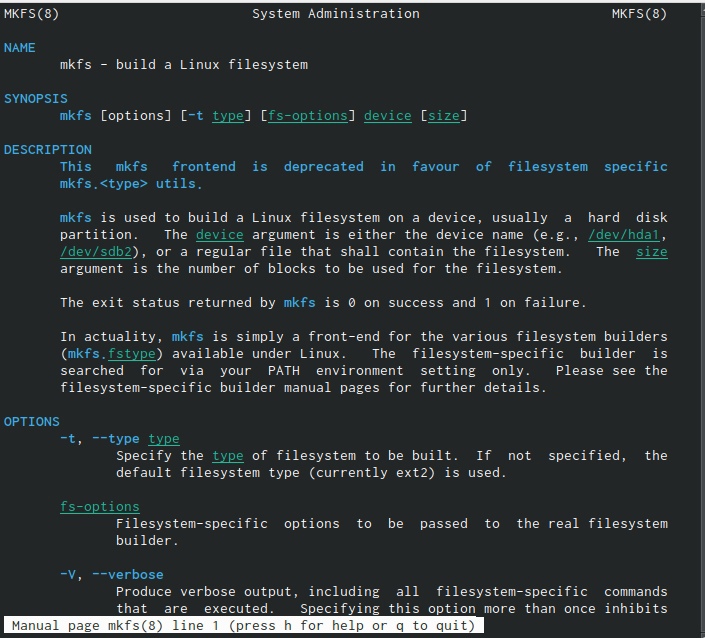 MKFS(8) System Administration MKFS(8)
NAME
mkfs - build a Linux filesystem
SYNOPSIS
mkfs [options] [-t type] [fs-options] device [size]
DESCRIPTION
This mkfs frontend is deprecated in favour of filesystem specific
mkfs.<type> utils.
mkfs is used to build a Linux filesystem on a device, usually a hard disk
partition. The device argument is either the device name (e.g., /dev/hda1,
/dev/sdb2), or a regular file that shall contain the filesystem. The size
argument is the number of blocks to be used for the filesystem.
The exit status returned by mkfs is 0 on success and 1 on failure.
In actuality, mkfs is simply a front-end for the various filesystem builders
(mkfs.fstype) available under Linux. The filesystem-specific builder is
searched for via your PATH environment setting only. Please see the
filesystem-specific builder manual pages for further details.
OPTIONS
-t, --type type
Specify the type of filesystem to be built. If not specified, the
default filesystem type (currently ext2) is used.
fs-options
Filesystem-specific options to be passed to the real filesystem
builder.
-V, --verbose
Produce verbose output, including all filesystem-specific commands
that are executed. Specifying this option more than once inhibits
Manual page mkfs(8) line 1 (press h for help or q to quit)